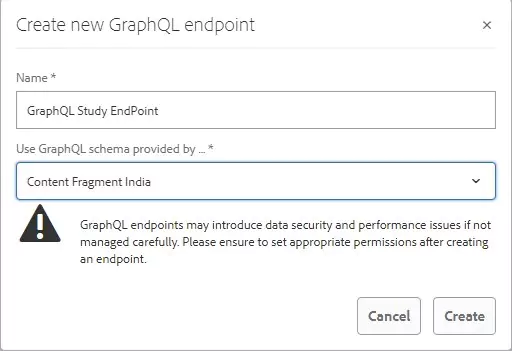 Create new GraphQL endpoint
×
Name *
GraphQL Study EndPoint
Use GraphQL schema provided by ... *
Content Fragment India
GraphQL endpoints may introduce data security and performance issues if not
managed carefully. Please ensure to set appropriate permissions after creating
an endpoint.
Cancel
Create